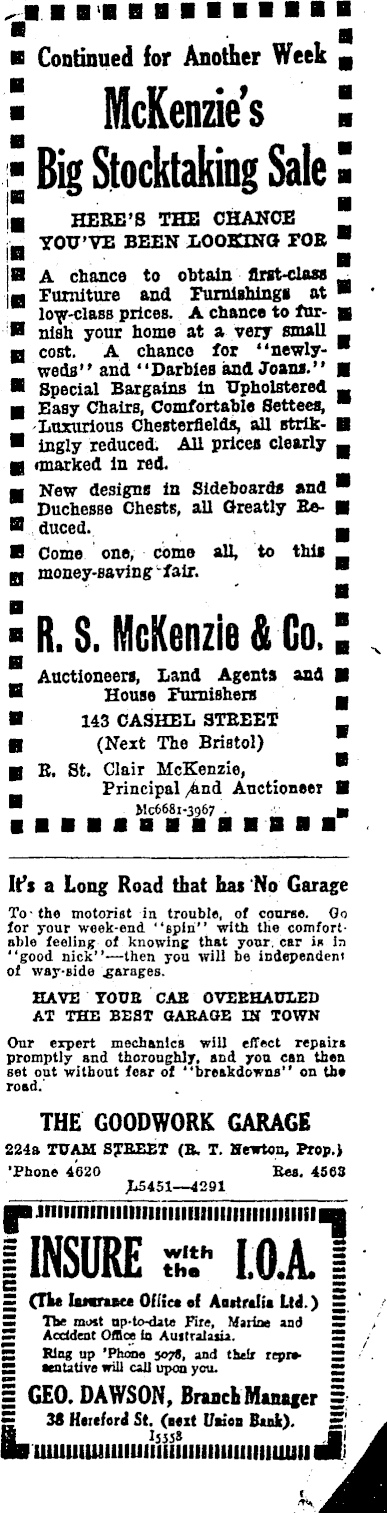 Continued for Another Week
McKenzie's
Big Stocktaking Sale
HERE'S THE CHANCE
YOU'VE BEEN LOOKING FOR
A chance to obtain first-class
Furniture and Furnishings at
low-class prices. A chance to fur-
nish your home at a very small
cost. A chance for "newly-
weds" and "Darbies and Joans."
Special Bargains in Upholstered
Easy Chairs, Comfortable Settees,
Luxurious Chesterfields, all strik-
ingly reduced. All prices clearly
marked in red.
New designs in Sideboards and
Duchesse Chests, all Greatly Re-
duced.
Come one, come all, to this
money-saving fair.
R. S. McKenzie & Co.
Auctioneers, Land Agents and
House Furnishers
143 CASHEL STREET
(Next The Bristol)
R. St. Clair McKenzie,
Principal and Auctioneer
Mc6681-3967
It's a Long Road that has No Garage
To the motorist in trouble, of course. Go
for your week-end "spin" with the comfort-
able feeling of knowing that your car is in
"good nick"—then you will be independent
of way-side garages.
HAVE YOUR CAR OVERHAULED
AT THE BEST GARAGE IN TOWN
Our expert mechanics will effect repairs
promptly and thoroughly, and you can then
set out without fear of "breakdowns" on the
road.
THE GOODWORK GARAGE
224a TUAM STREET (R. T. Newton, Prop.)
'Phone 4620 Res. 4563
L5451—4291
INSURE with the I.O.A.
(The Insurance Office of Australia Ltd.)
The most up-to-date Fire, Marine and
Accident Office in Australasia.
Ring up 'Phone 5078, and their repre-
sentative will call upon you.
GEO. DAWSON, Branch Manager
38 Hereford St. (next Union Bank).
I5558